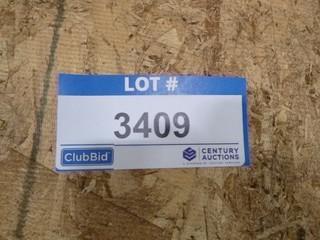 LOT #
3409
ClubBid
CENTURY
AUCTIONS